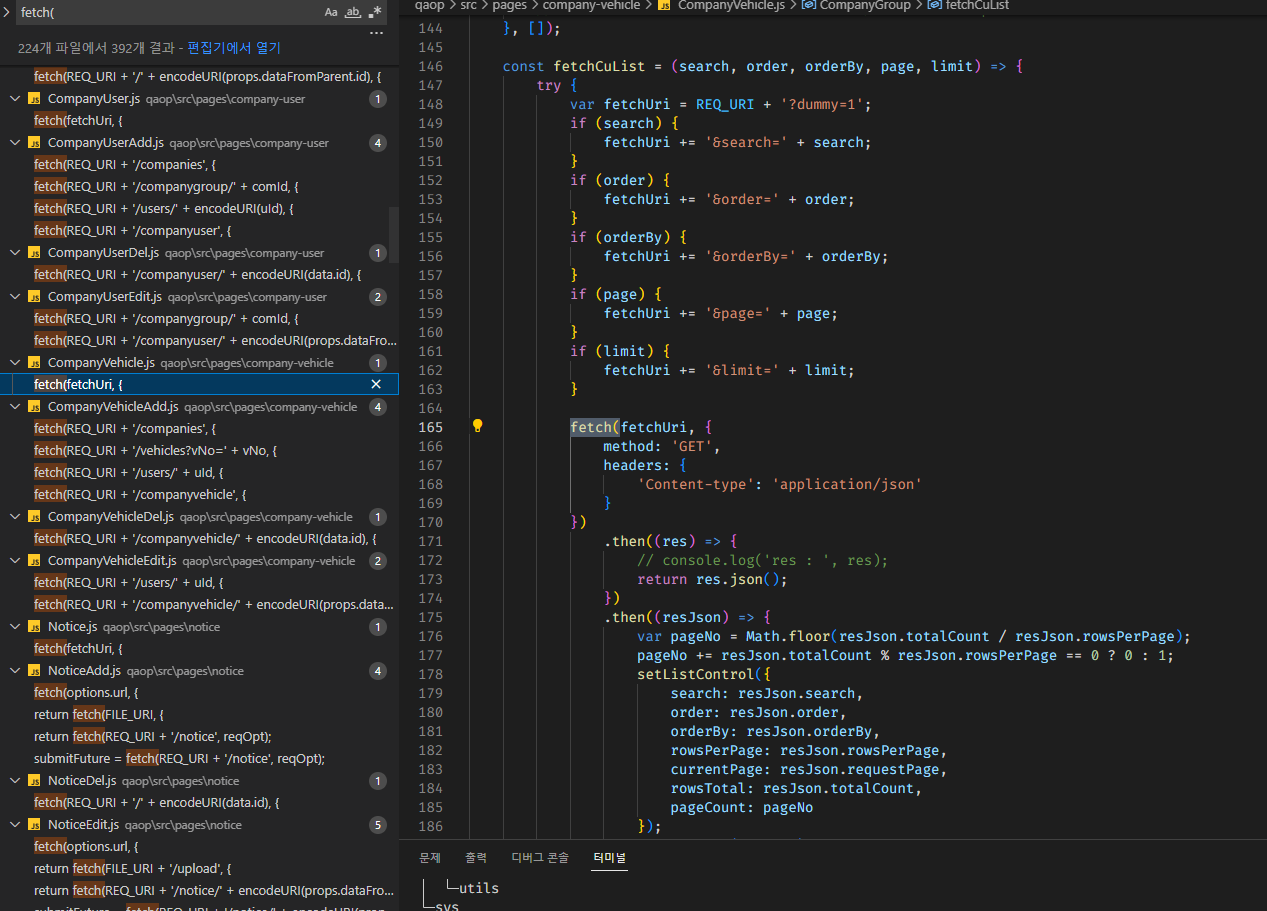 fetch(
Aa ab, .*
224개 파일에서 392개 결과 - 편집기에서 열기
fetch(REQ_URI + '/' + encodeURI(props.dataFromParent.id), {
CompanyUser.js qaop\src\pages\company-user 1
fetch(fetchUri, {
CompanyUserAdd.js qaop\src\pages\company-user 4
fetch(REQ_URI + '/companies', {
fetch(REQ_URI + '/companygroup/' + comId, {
fetch(REQ_URI + '/users/' + encodeURI(uId), {
fetch(REQ_URI + '/companyuser', {
CompanyUserDel.js qaop\src\pages\company-user 1
fetch(REQ_URI + '/companyuser/' + encodeURI(data.id), {
CompanyUserEdit.js qaop\src\pages\company-user 2
fetch(REQ_URI + '/companygroup/' + comId, {
fetch(REQ_URI + '/companyuser/' + encodeURI(props.dataFro...
CompanyVehicle.js qaop\src\pages\company-vehicle 1
fetch(fetchUri, {
CompanyVehicleAdd.js qaop\src\pages\company-vehicle 4
fetch(REQ_URI + '/companies', {
fetch(REQ_URI + '/vehicles?vNo=' + vNo, {
fetch(REQ_URI + '/users/' + uId, {
fetch(REQ_URI + '/companyvehicle', {
CompanyVehicleDel.js qaop\src\pages\company-vehicle 1
fetch(REQ_URI + '/companyvehicle/' + encodeURI(data.id), {
CompanyVehicleEdit.js qaop\src\pages\company-vehicle 2
fetch(REQ_URI + '/users/' + uId, {
fetch(REQ_URI + '/companyvehicle/' + encodeURI(props.data...
Notice.js qaop\src\pages\notice 1
fetch(fetchUri, {
NoticeAdd.js qaop\src\pages\notice 4
fetch(options.url, {
return fetch(FILE_URI, {
return fetch(REQ_URI + '/notice', reqOpt);
submitFuture = fetch(REQ_URI + '/notice', reqOpt);
NoticeDel.js qaop\src\pages\notice 1
fetch(REQ_URI + '/' + encodeURI(data.id), {
NoticeEdit.js qaop\src\pages\notice 5
fetch(options.url, {
return fetch(FILE_URI + '/upload', {
return fetch(REQ_URI + '/notice/' + encodeURI(props.dataFro...
qaop > src > pages > company-vehicle > JS CompanyVehicle.js > CompanyGroup > fetchCuList
144 }, []);
145
146 const fetchCuList = (search, order, orderBy, page, limit) => {
147 try {
148 var fetchUri = REQ_URI + '?dummy=1';
149 if (search) {
150 fetchUri += '&search=' + search;
151 }
152 if (order) {
153 fetchUri += '&order=' + order;
154 }
155 if (orderBy) {
156 fetchUri += '&orderBy=' + orderBy;
157 }
158 if (page) {
159 fetchUri += '&page=' + page;
160 }
161 if (limit) {
162 fetchUri += '&limit=' + limit;
163 }
164
165 fetch(fetchUri, {
166 method: 'GET',
167 headers: {
168 'Content-type': 'application/json'
169 }
170 })
171 .then((res) => {
172 // console.log('res : ', res);
173 return res.json();
174 })
175 .then((resJson) => {
176 var pageNo = Math.floor(resJson.totalCount / resJson.rowsPerPage);
177 pageNo += resJson.totalCount % resJson.rowsPerPage == 0 ? 0 : 1;
178 setListControl({
179 search: resJson.search,
180 order: resJson.order,
181 orderBy: resJson.orderBy,
182 rowsPerPage: resJson.rowsPerPage,
183 currentPage: resJson.requestPage,
184 rowsTotal: resJson.totalCount,
185 pageCount: pageNo
186 });
문제 출력 디버그 콘솔 터미널
└─utils
└─svs